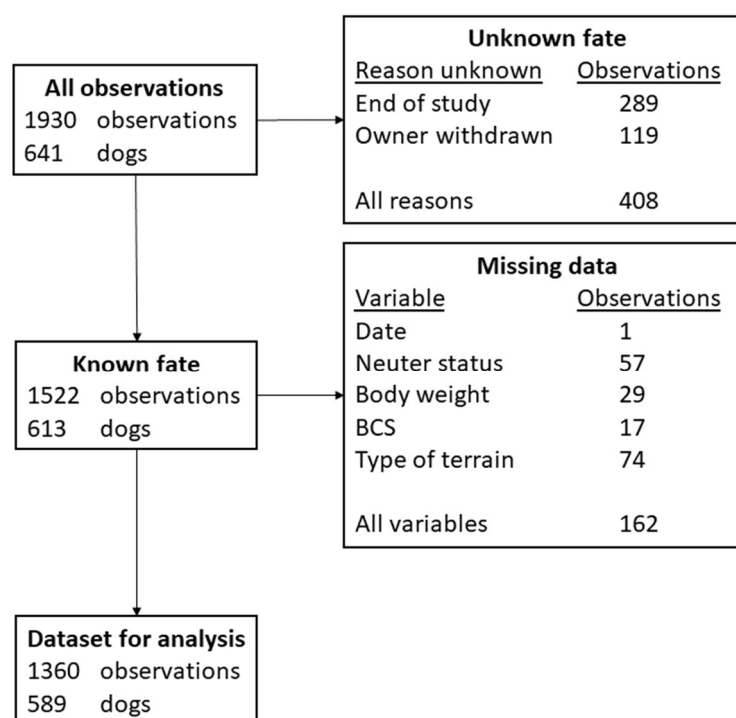 All observations
1930 observations
641 dogs
Unknown fate
Reason unknown Observations
End of study 289
Owner withdrawn 119
All reasons 408
Known fate
1522 observations
613 dogs
Missing data
Variable Observations
Date 1
Neuter status 57
Body weight 29
BCS 17
Type of terrain 74
All variables 162
Dataset for analysis
1360 observations
589 dogs